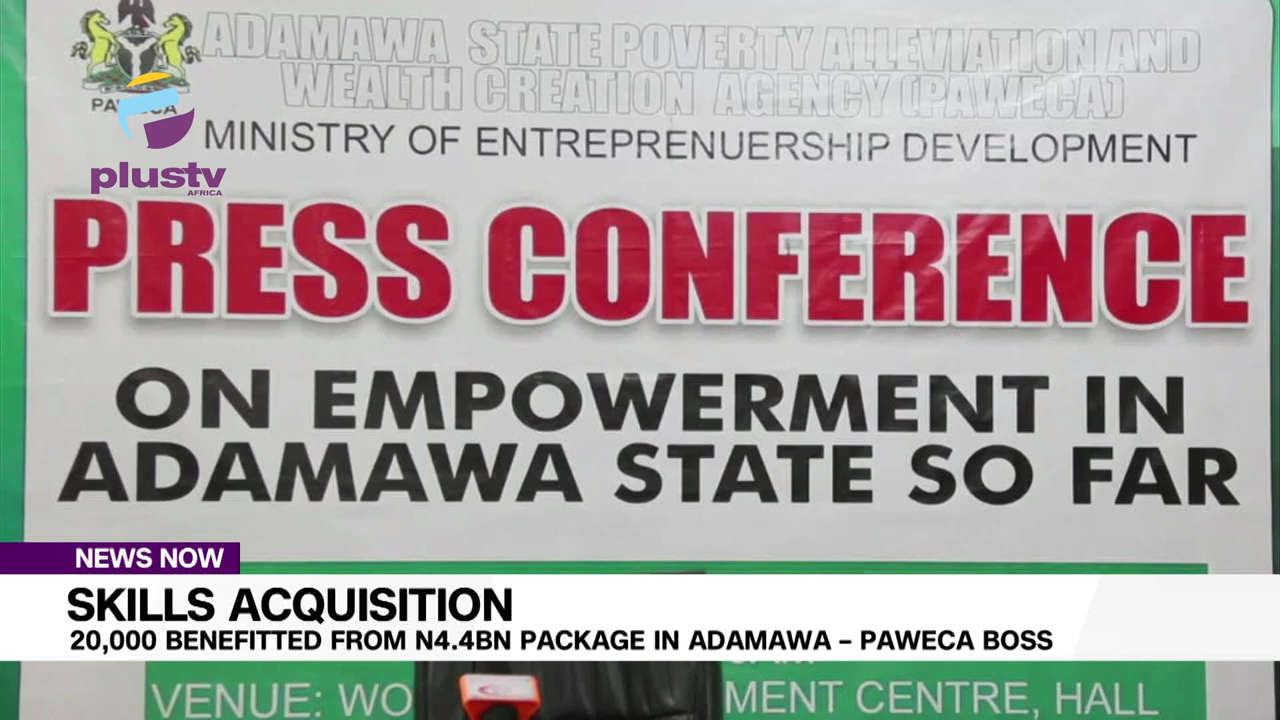 ADAMAWA STATE POVERTY ALLEVIATION AND
WEALTH CREATION AGENCY (PAWECA)
MINISTRY OF ENTREPRENUERSHIP DEVELOPMENT
plustv
AFRICA
PRESS CONFERENCE
ON EMPOWERMENT IN
ADAMAWA STATE SO FAR
NEWS NOW
SKILLS ACQUISITION
20,000 BENEFITTED FROM N4.4BN PACKAGE IN ADAMAWA – PAWECA BOSS
VENUE: WO MENT CENTRE, HALL